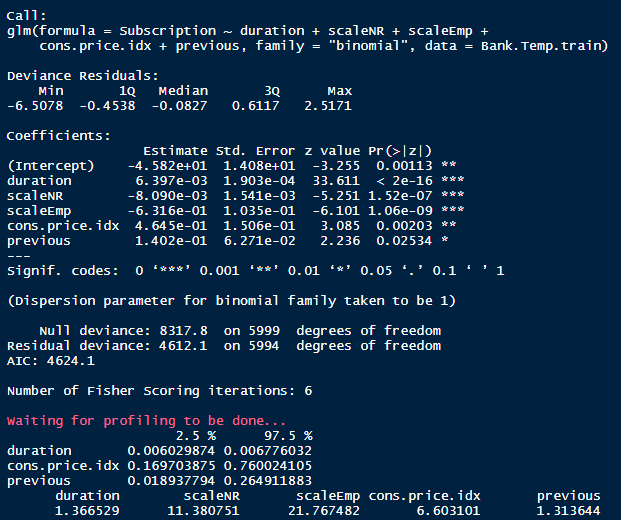 Call:
glm(formula = Subscription ~ duration + scaleNR + scaleEmp +
    cons.price.idx + previous, family = "binomial", data = Bank.Temp.train)
Deviance Residuals:
    Min       1Q   Median       3Q      Max
-6.5078  -0.4538  -0.0827   0.6117   2.5171
Coefficients:
                 Estimate Std. Error z value Pr(>|z|)
(Intercept)    -4.582e+01  1.408e+01  -3.255  0.00113 **
duration        6.397e-03  1.903e-04  33.611  < 2e-16 ***
scaleNR        -8.090e-03  1.541e-03  -5.251 1.52e-07 ***
scaleEmp       -6.316e-01  1.035e-01  -6.101 1.06e-09 ***
cons.price.idx  4.645e-01  1.506e-01   3.085  0.00203 **
previous        1.402e-01  6.271e-02   2.236  0.02534 *
---
Signif. codes:  0 ‘***’ 0.001 ‘**’ 0.01 ‘*’ 0.05 ‘.’ 0.1 ‘ ’ 1
(Dispersion parameter for binomial family taken to be 1)
    Null deviance: 8317.8  on 5999  degrees of freedom
Residual deviance: 4612.1  on 5994  degrees of freedom
AIC: 4624.1
Number of Fisher Scoring iterations: 6
Waiting for profiling to be done...
                     2.5 %      97.5 %
duration       0.006029874 0.006776032
cons.price.idx 0.169703875 0.760024105
previous       0.018937794 0.264911883
      duration        scaleNR       scaleEmp cons.price.idx       previous
      1.366529      11.380751      21.767482       6.603101       1.313644